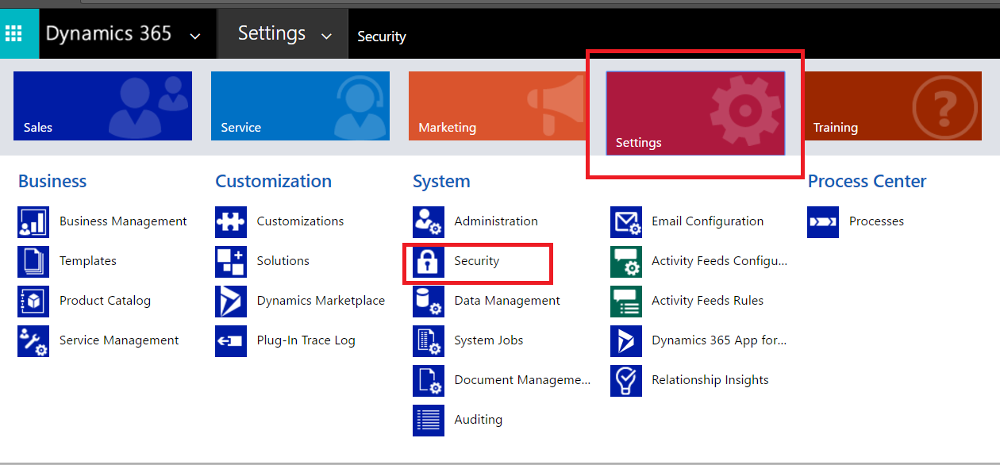 Dynamics 365 Settings Security
Sales Service Marketing Settings Training
Business Customization System Process Center
Business Management Customizations Administration Email Configuration Processes
Templates Solutions Security Activity Feeds Configu...
Product Catalog Dynamics Marketplace Data Management Activity Feeds Rules
Service Management Plug-In Trace Log System Jobs Dynamics 365 App for...
Document Manageme... Relationship Insights
Auditing